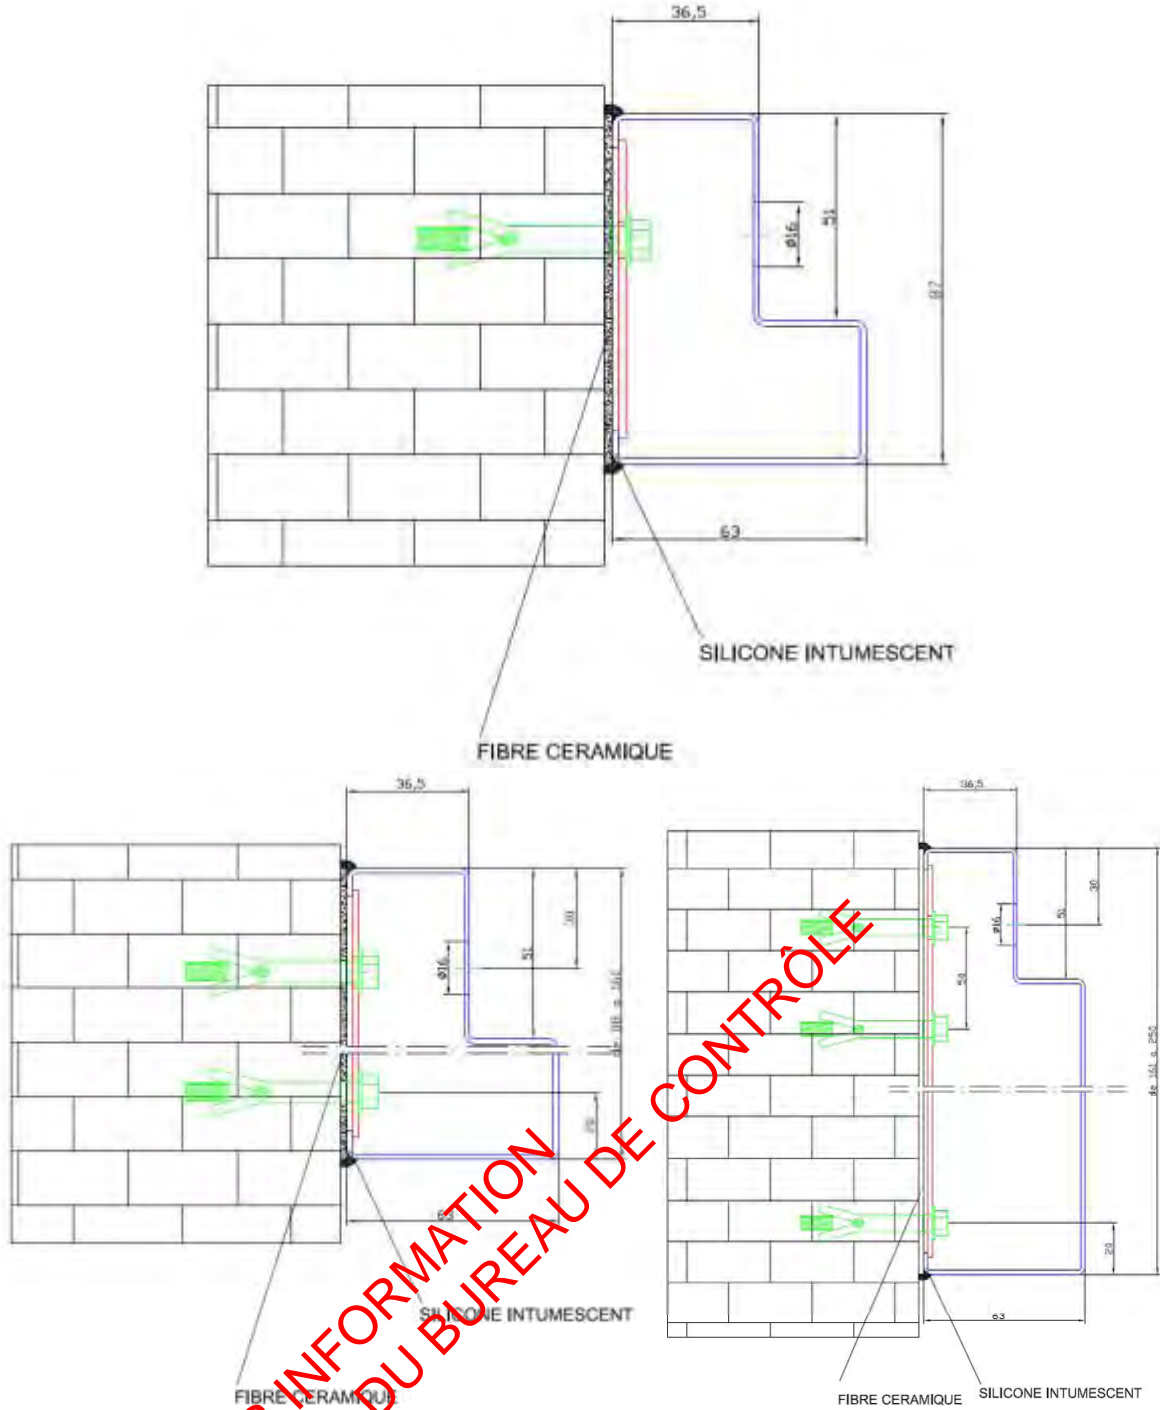 36,5
ø16
51
87
63
SILICONE INTUMESCENT
FIBRE CERAMIQUE
36,5
ø16
51
30
20
63
SILICONE INTUMESCENT
FIBRE CERAMIQUE
36,5
ø16
51
30
50
de 161 a 250
20
63
FIBRE CERAMIQUE
SILICONE INTUMESCENT
INFORMATION
DU BUREAU DE CONTRÔLE